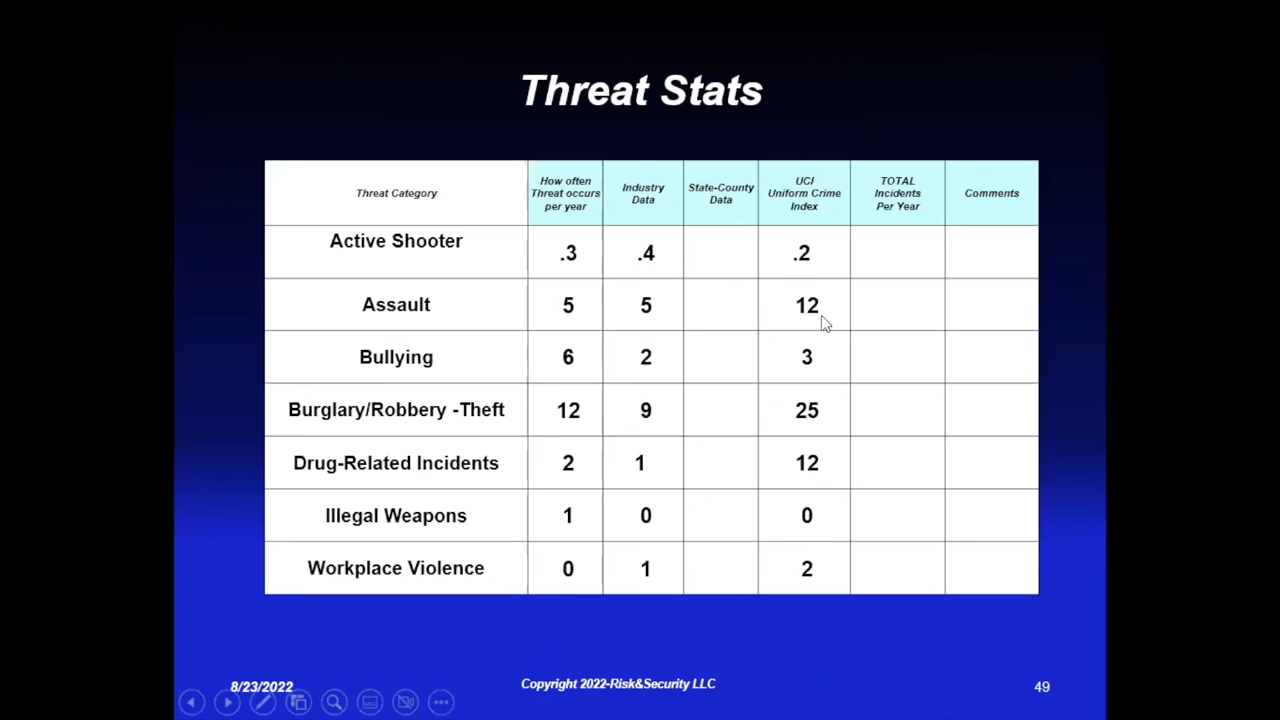 Threat Stats
Threat Category
How often
Threat occurs
per year
Industry
Data
State-County
Data
UCI
Uniform Crime
Index
TOTAL
Incidents
Per Year
Comments
Active Shooter .3 .4 .2
Assault 5 5 12
Bullying 6 2 3
Burglary/Robbery -Theft 12 9 25
Drug-Related Incidents 2 1 12
Illegal Weapons 1 0 0
Workplace Violence 0 1 2
8/23/2022 Copyright 2022-Risk&Security LLC 49